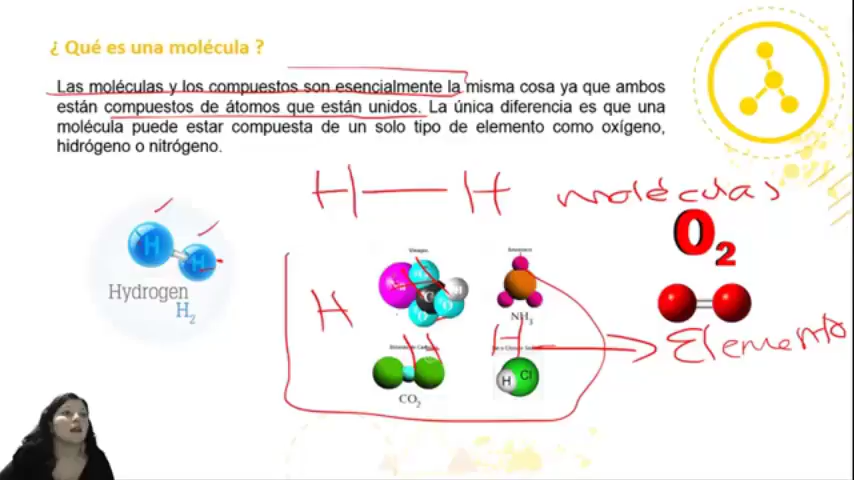 ¿ Qué es una molécula ?
Las moléculas y los compuestos son esencialmente la misma cosa ya que ambos
están compuestos de átomos que están unidos. La única diferencia es que una
molécula puede estar compuesta de un solo tipo de elemento como oxígeno,
hidrógeno o nitrógeno.
H — H moléculas
O2
H
H
Hydrogen
H2
H
H
NH3
H
Elemento
H
Cl
CO2